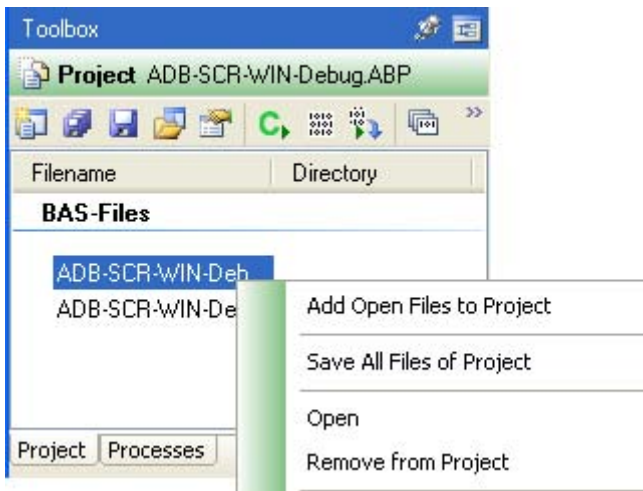 Toolbox
Project ADB-SCR-WIN-Debug.ABP
Filename Directory
BAS-Files
ADB-SCR-WIN-Deb
ADB-SCR-WIN-De
Add Open Files to Project
Save All Files of Project
Open
Remove from Project
Project Processes